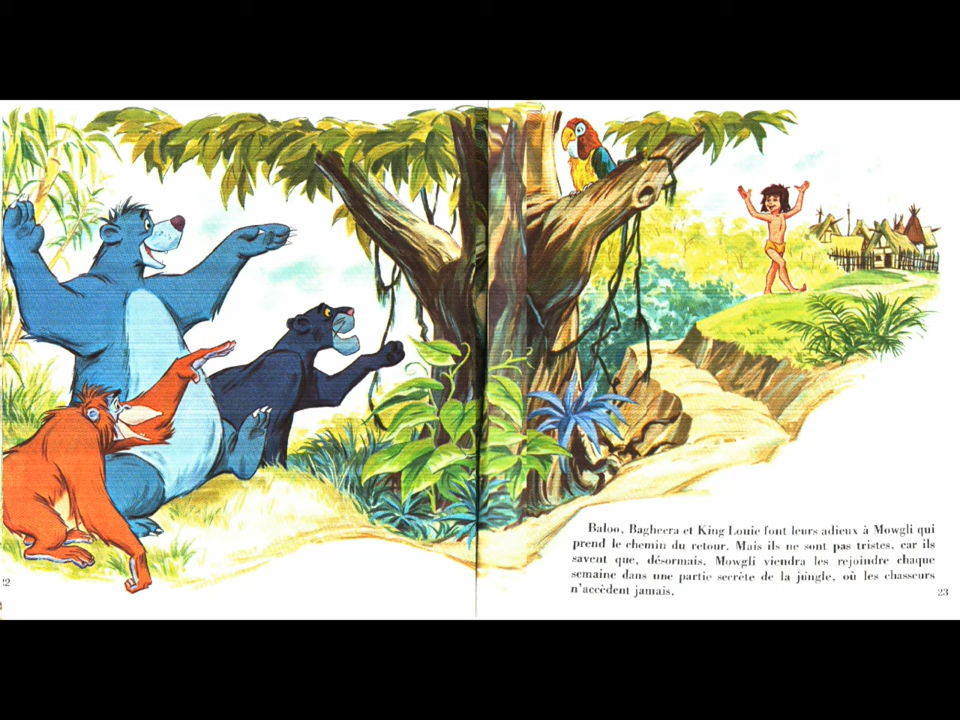 Baloo, Bagheera et King Louie font leurs adieux à Mowgli qui
prend le chemin du retour. Mais ils ne sont pas tristes, car ils
savent que, désormais, Mowgli viendra les rejoindre chaque
semaine dans une partie secrète de la jungle, où les chasseurs
n'accèdent jamais.
22
23